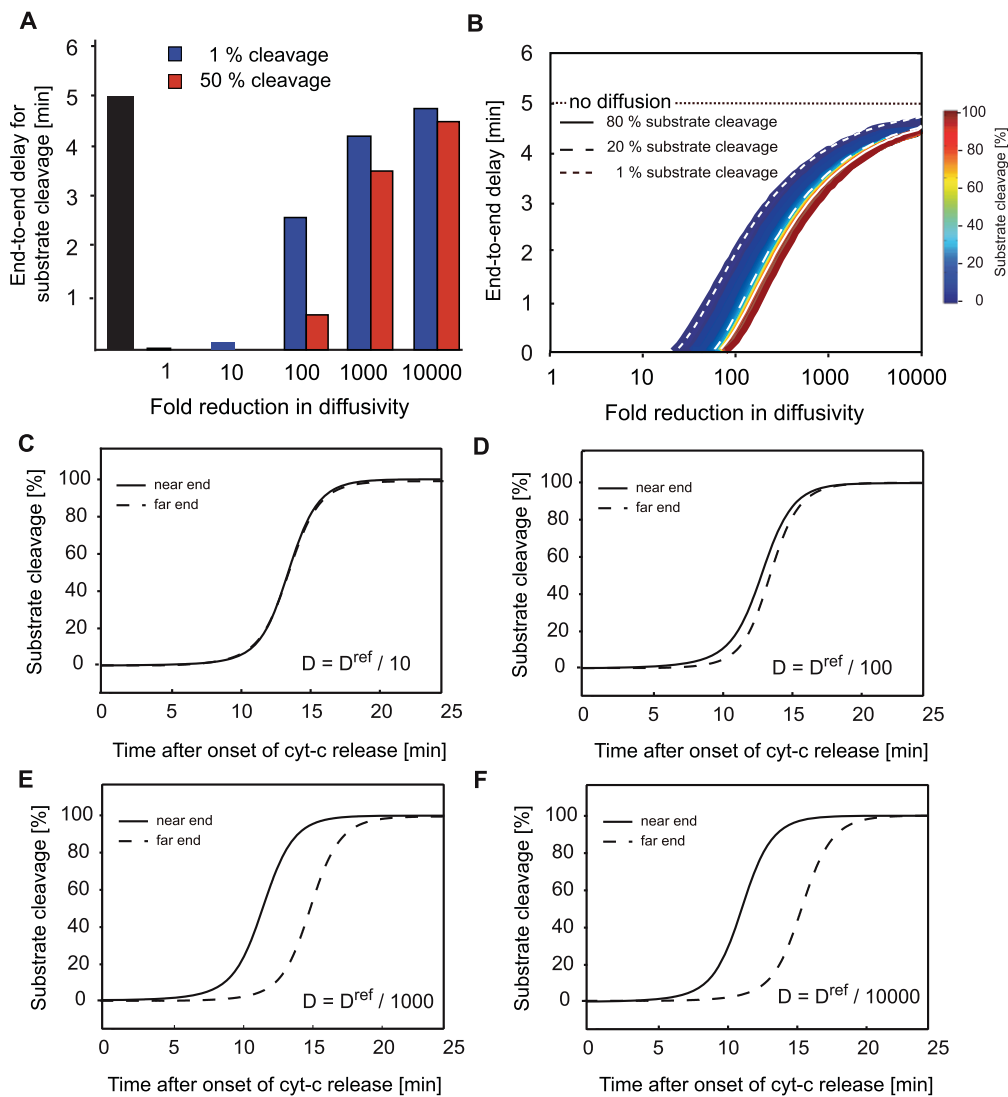 A
End-to-end delay for
substrate cleavage [min]
6
5
4
3
2
1
1 % cleavage
50 % cleavage
1 10 100 1000 10000
Fold reduction in diffusivity
B
End-to-end delay [min]
6
5
4
3
2
1
0
no diffusion
80 % substrate cleavage
20 % substrate cleavage
1 % substrate cleavage
1 10 100 1000 10000
Fold reduction in diffusivity
100
80
60
40
20
0
Substrate cleavage [%]
C
Substrate cleavage [%]
100
80
60
40
20
0
near end
far end
D = Dref / 10
0 5 10 15 20 25
Time after onset of cyt-c release [min]
D
Substrate cleavage [%]
100
80
60
40
20
0
near end
far end
D = Dref / 100
0 5 10 15 20 25
Time after onset of cyt-c release [min]
E
Substrate cleavage [%]
100
80
60
40
20
0
near end
far end
D = Dref / 1000
0 5 10 15 20 25
Time after onset of cyt-c release [min]
F
Substrate cleavage [%]
100
80
60
40
20
0
near end
far end
D = Dref / 10000
0 5 10 15 20 25
Time after onset of cyt-c release [min]